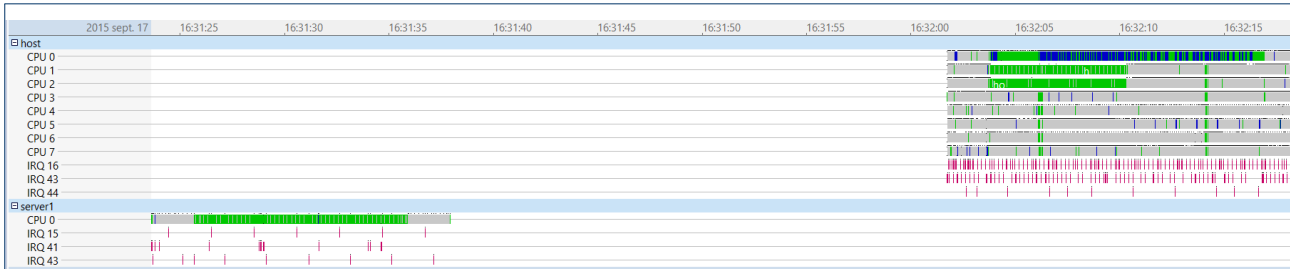 2015 sept. 17 16:31:25 16:31:30 16:31:35 16:31:40 16:31:45 16:31:50 16:31:55 16:32:00 16:32:05 16:32:10 16:32:15
host
CPU 0
CPU 1 h
CPU 2 ho
CPU 3
CPU 4
CPU 5
CPU 6
CPU 7
IRQ 16
IRQ 43
IRQ 44
server1
CPU 0
IRQ 15
IRQ 41
IRQ 43